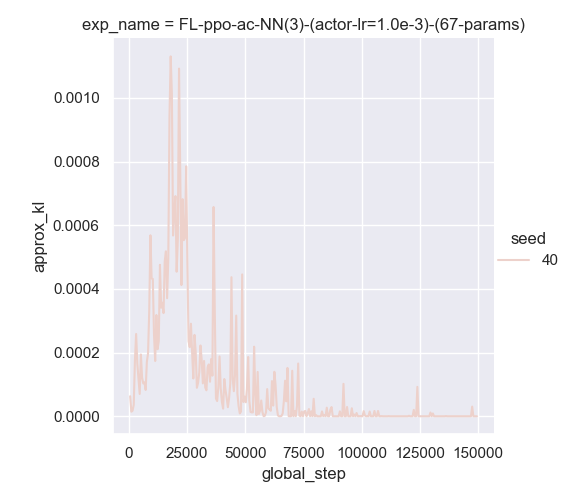 exp_name = FL-ppo-ac-NN(3)-(actor-lr=1.0e-3)-(67-params)
0.0010
0.0008
0.0006
0.0004
0.0002
0.0000
approx_kl
0 25000 50000 75000 100000 125000 150000
global_step
seed
40